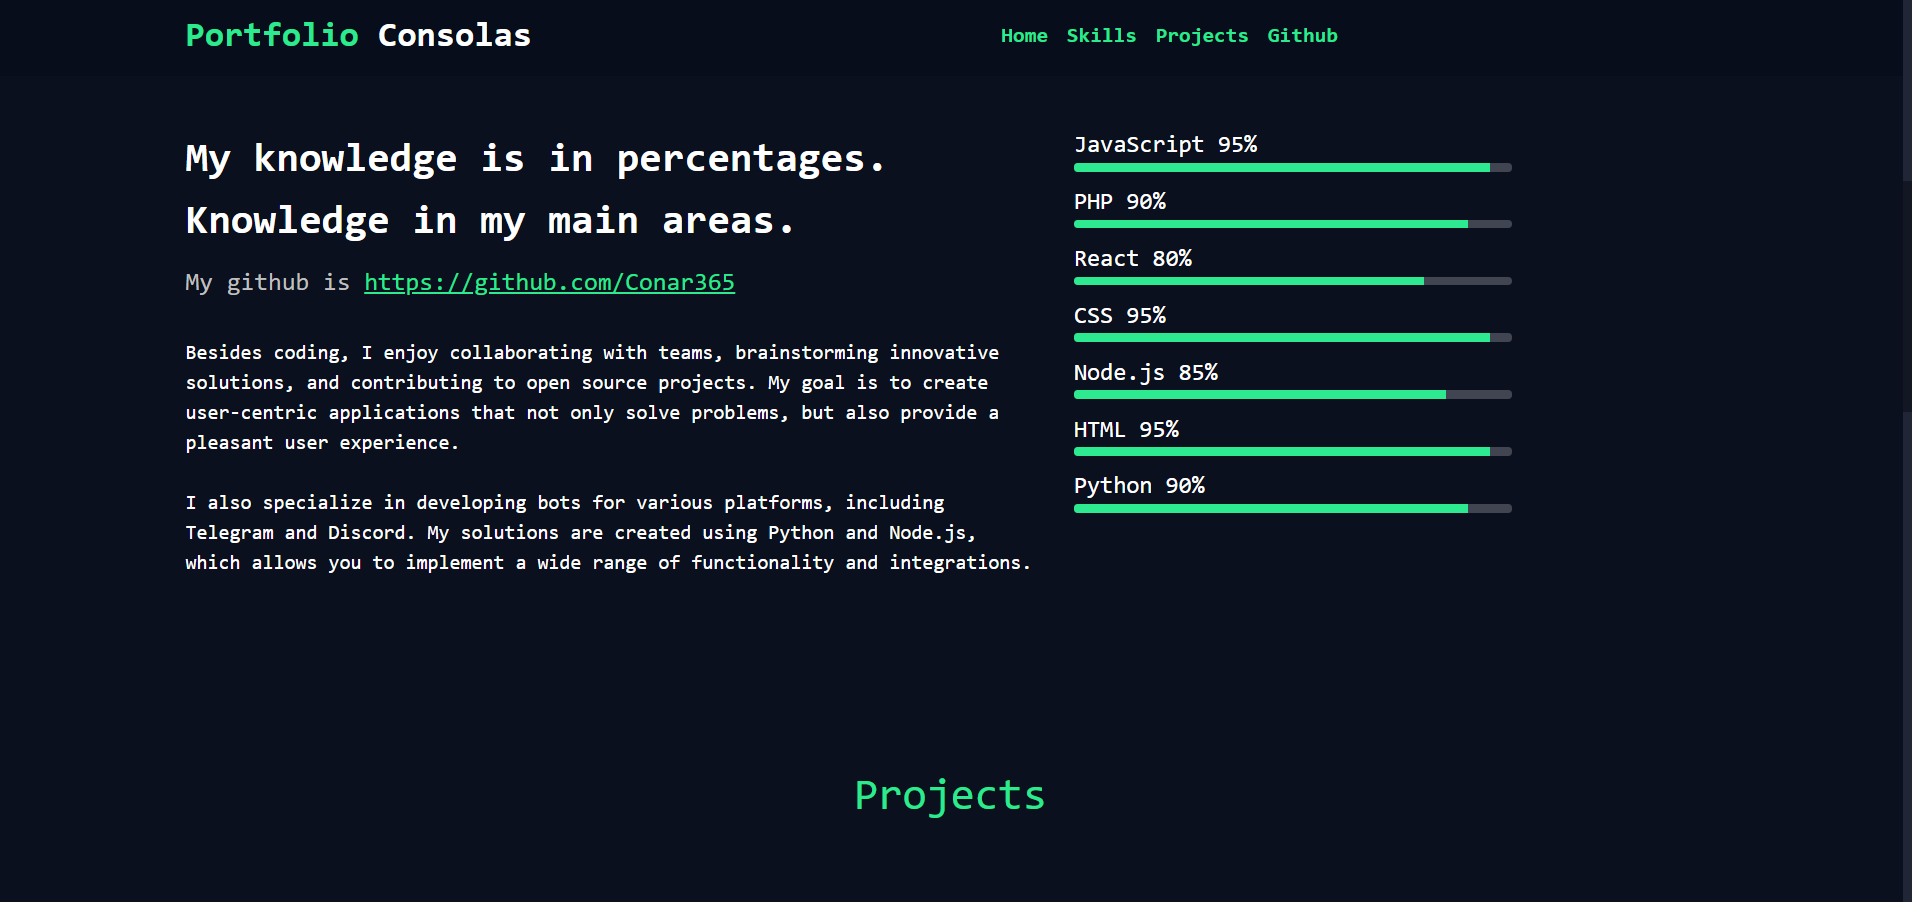 Portfolio Consolas
Home Skills Projects Github
My knowledge is in percentages.
Knowledge in my main areas.
My github is https://github.com/Conar365
Besides coding, I enjoy collaborating with teams, brainstorming innovative
solutions, and contributing to open source projects. My goal is to create
user-centric applications that not only solve problems, but also provide a
pleasant user experience.
I also specialize in developing bots for various platforms, including
Telegram and Discord. My solutions are created using Python and Node.js,
which allows you to implement a wide range of functionality and integrations.
JavaScript 95%
PHP 90%
React 80%
CSS 95%
Node.js 85%
HTML 95%
Python 90%
Projects